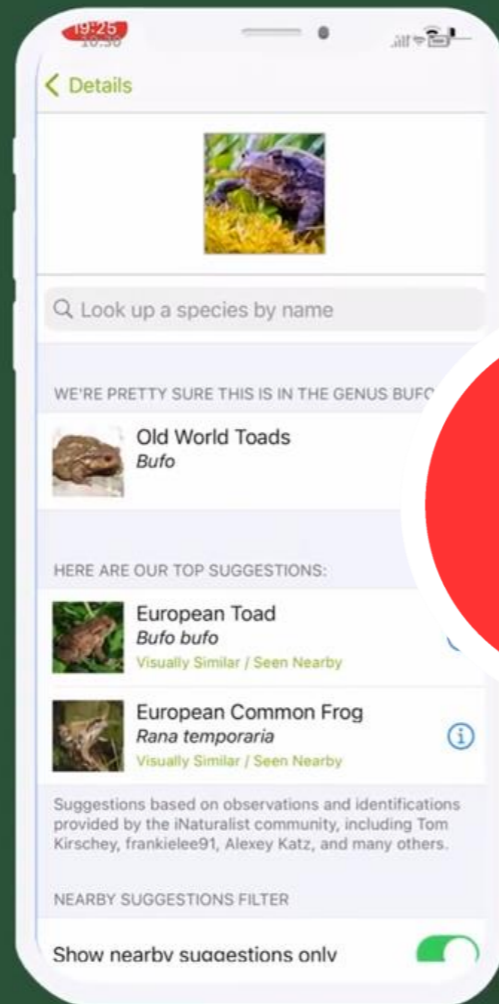 19:25
Details
Look up a species by name
WE'RE PRETTY SURE THIS IS IN THE GENUS BUFO
Old World Toads
Bufo
HERE ARE OUR TOP SUGGESTIONS:
European Toad
Bufo bufo
Visually Similar / Seen Nearby
European Common Frog
Rana temporaria
Visually Similar / Seen Nearby
Suggestions based on observations and identifications
provided by the iNaturalist community, including Tom
Kirschey, frankielee91, Alexey Katz, and many others.
NEARBY SUGGESTIONS FILTER
Show nearby suggestions only